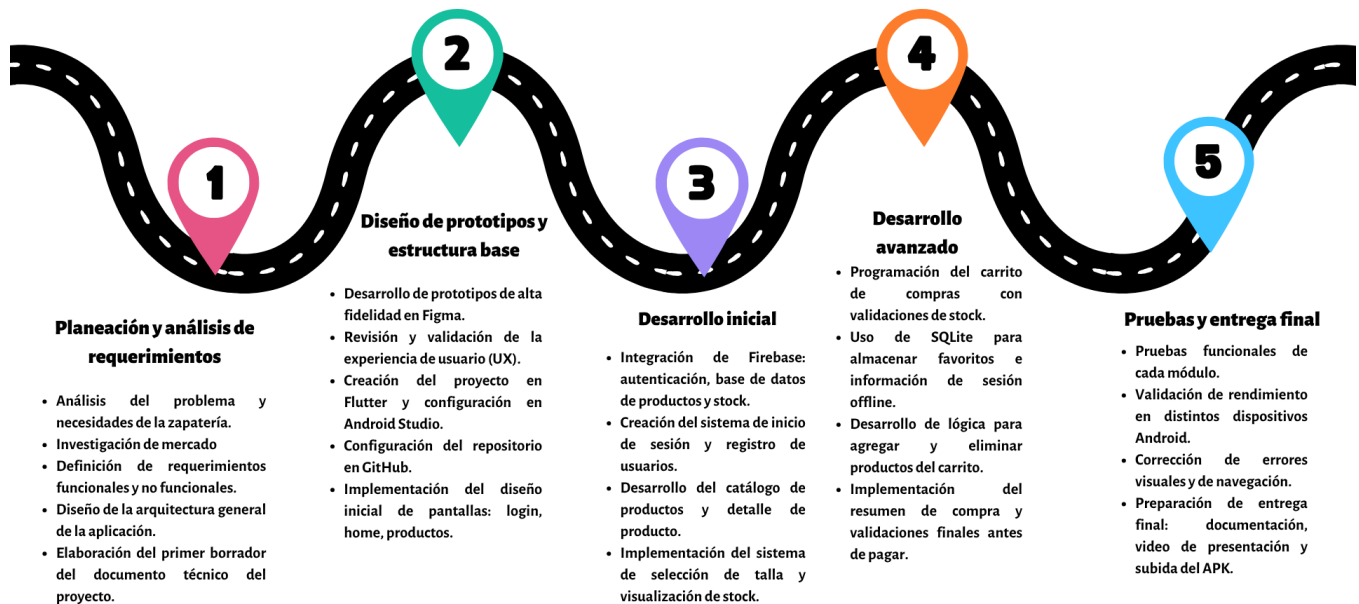 1
Planeación y análisis de
requerimientos
• Análisis del problema y
necesidades de la zapatería.
• Investigación de mercado
• Definición de requerimientos
funcionales y no funcionales.
• Diseño de la arquitectura general
de la aplicación.
• Elaboración del primer borrador
del documento técnico del
proyecto.
2
Diseño de prototipos y
estructura base
• Desarrollo de prototipos de alta
fidelidad en Figma.
• Revisión y validación de la
experiencia de usuario (UX).
• Creación del proyecto en
Flutter y configuración en
Android Studio.
• Configuración del repositorio
en GitHub.
• Implementación del diseño
inicial de pantallas: login,
home, productos.
3
Desarrollo inicial
• Integración de Firebase:
autenticación, base de datos
de productos y stock.
• Creación del sistema de inicio
de sesión y registro de
usuarios.
• Desarrollo del catálogo de
productos y detalle de
producto.
• Implementación del sistema
de selección de talla y
visualización de stock.
4
Desarrollo
avanzado
• Programación del carrito
de compras con
validaciones de stock.
• Uso de SQLite para
almacenar favoritos e
información de sesión
offline.
• Desarrollo de lógica para
agregar y eliminar
productos del carrito.
• Implementación del
resumen de compra y
validaciones finales antes
de pagar.
5
Pruebas y entrega final
• Pruebas funcionales de
cada módulo.
• Validación de rendimiento
en distintos dispositivos
Android.
• Corrección de errores
visuales y de navegación.
• Preparación de entrega
final: documentación,
video de presentación y
subida del APK.